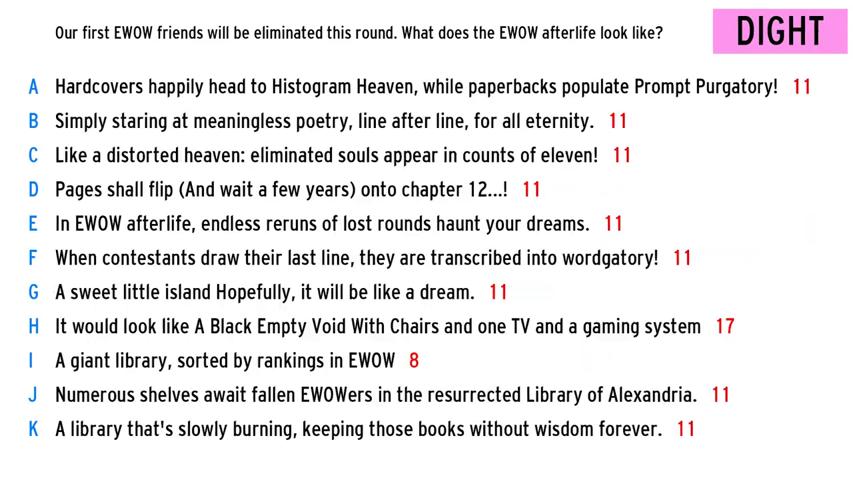 Our first EWOW friends will be eliminated this round. What does the EWOW afterlife look like?
DIGHT
A Hardcovers happily head to Histogram Heaven, while paperbacks populate Prompt Purgatory! 11
B Simply staring at meaningless poetry, line after line, for all eternity. 11
C Like a distorted heaven: eliminated souls appear in counts of eleven! 11
D Pages shall flip (And wait a few years) onto chapter 12...! 11
E In EWOW afterlife, endless reruns of lost rounds haunt your dreams. 11
F When contestants draw their last line, they are transcribed into wordgatory! 11
G A sweet little island Hopefully, it will be like a dream. 11
H It would look like A Black Empty Void With Chairs and one TV and a gaming system 17
I A giant library, sorted by rankings in EWOW 8
J Numerous shelves await fallen EWOWers in the resurrected Library of Alexandria. 11
K A library that's slowly burning, keeping those books without wisdom forever. 11